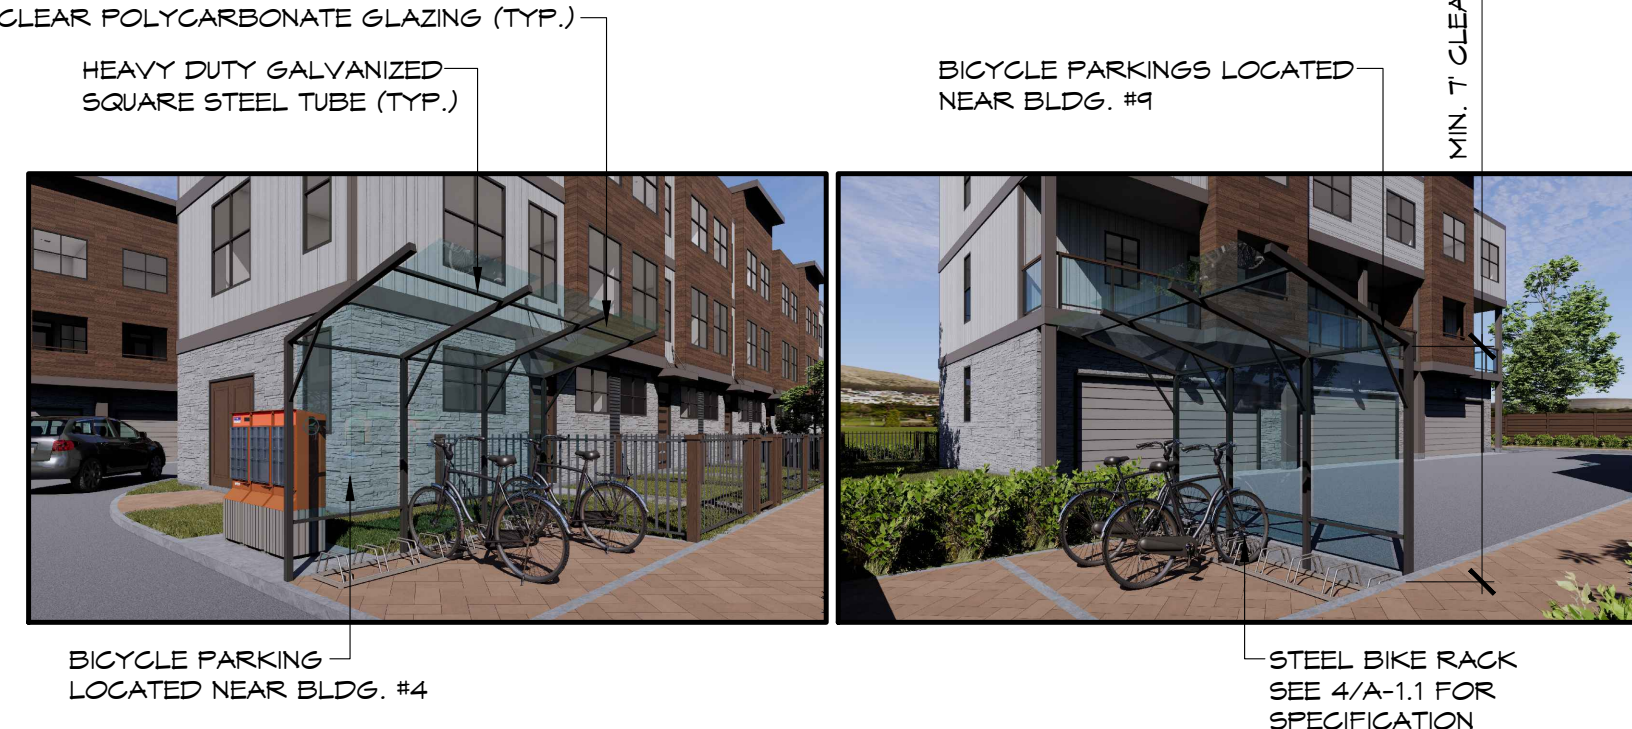 CLEAR POLYCARBONATE GLAZING (TYP.)
HEAVY DUTY GALVANIZED
SQUARE STEEL TUBE (TYP.)
BICYCLE PARKINGS LOCATED
NEAR BLDG. #9
MIN. 7' CLEA
BICYCLE PARKING
LOCATED NEAR BLDG. #4
STEEL BIKE RACK
SEE 4/A-1.1 FOR
SPECIFICATION